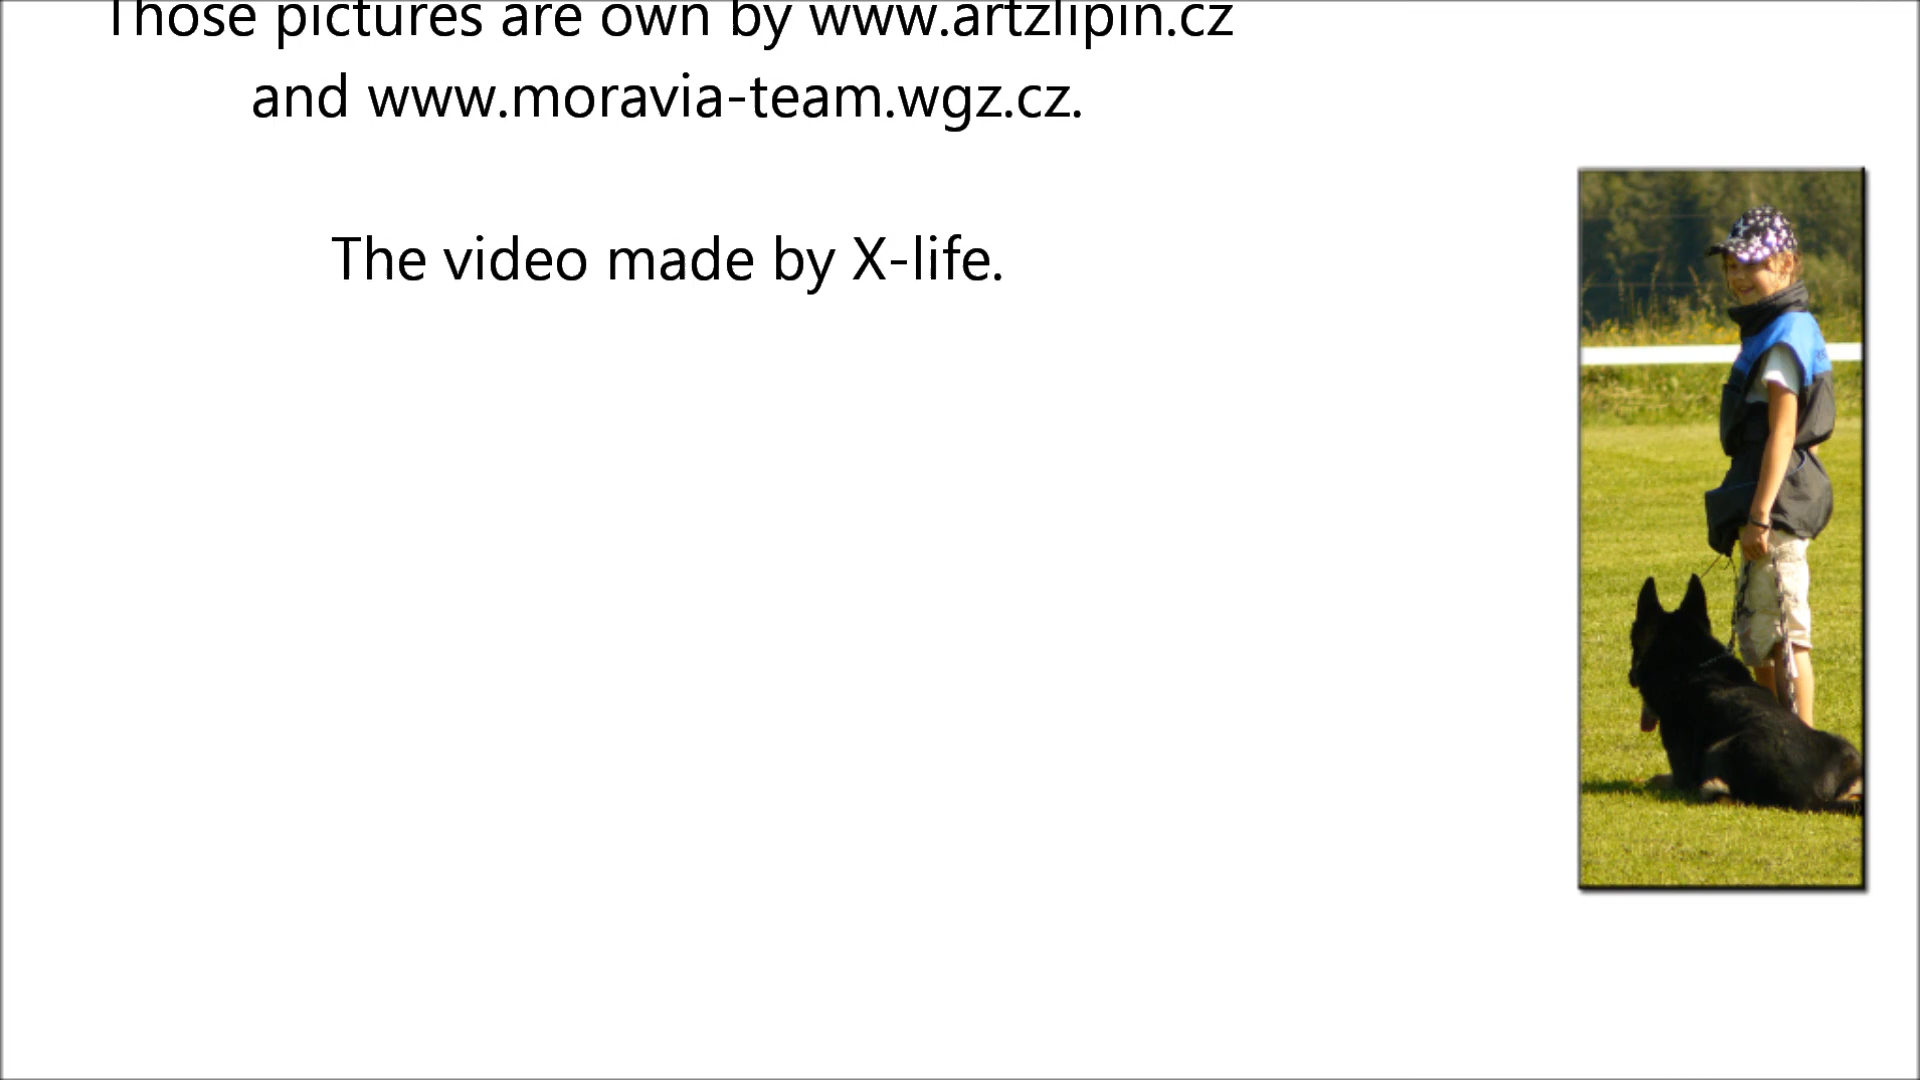 Those pictures are own by www.artzlipin.cz
and www.moravia-team.wgz.cz.
The video made by X-life.